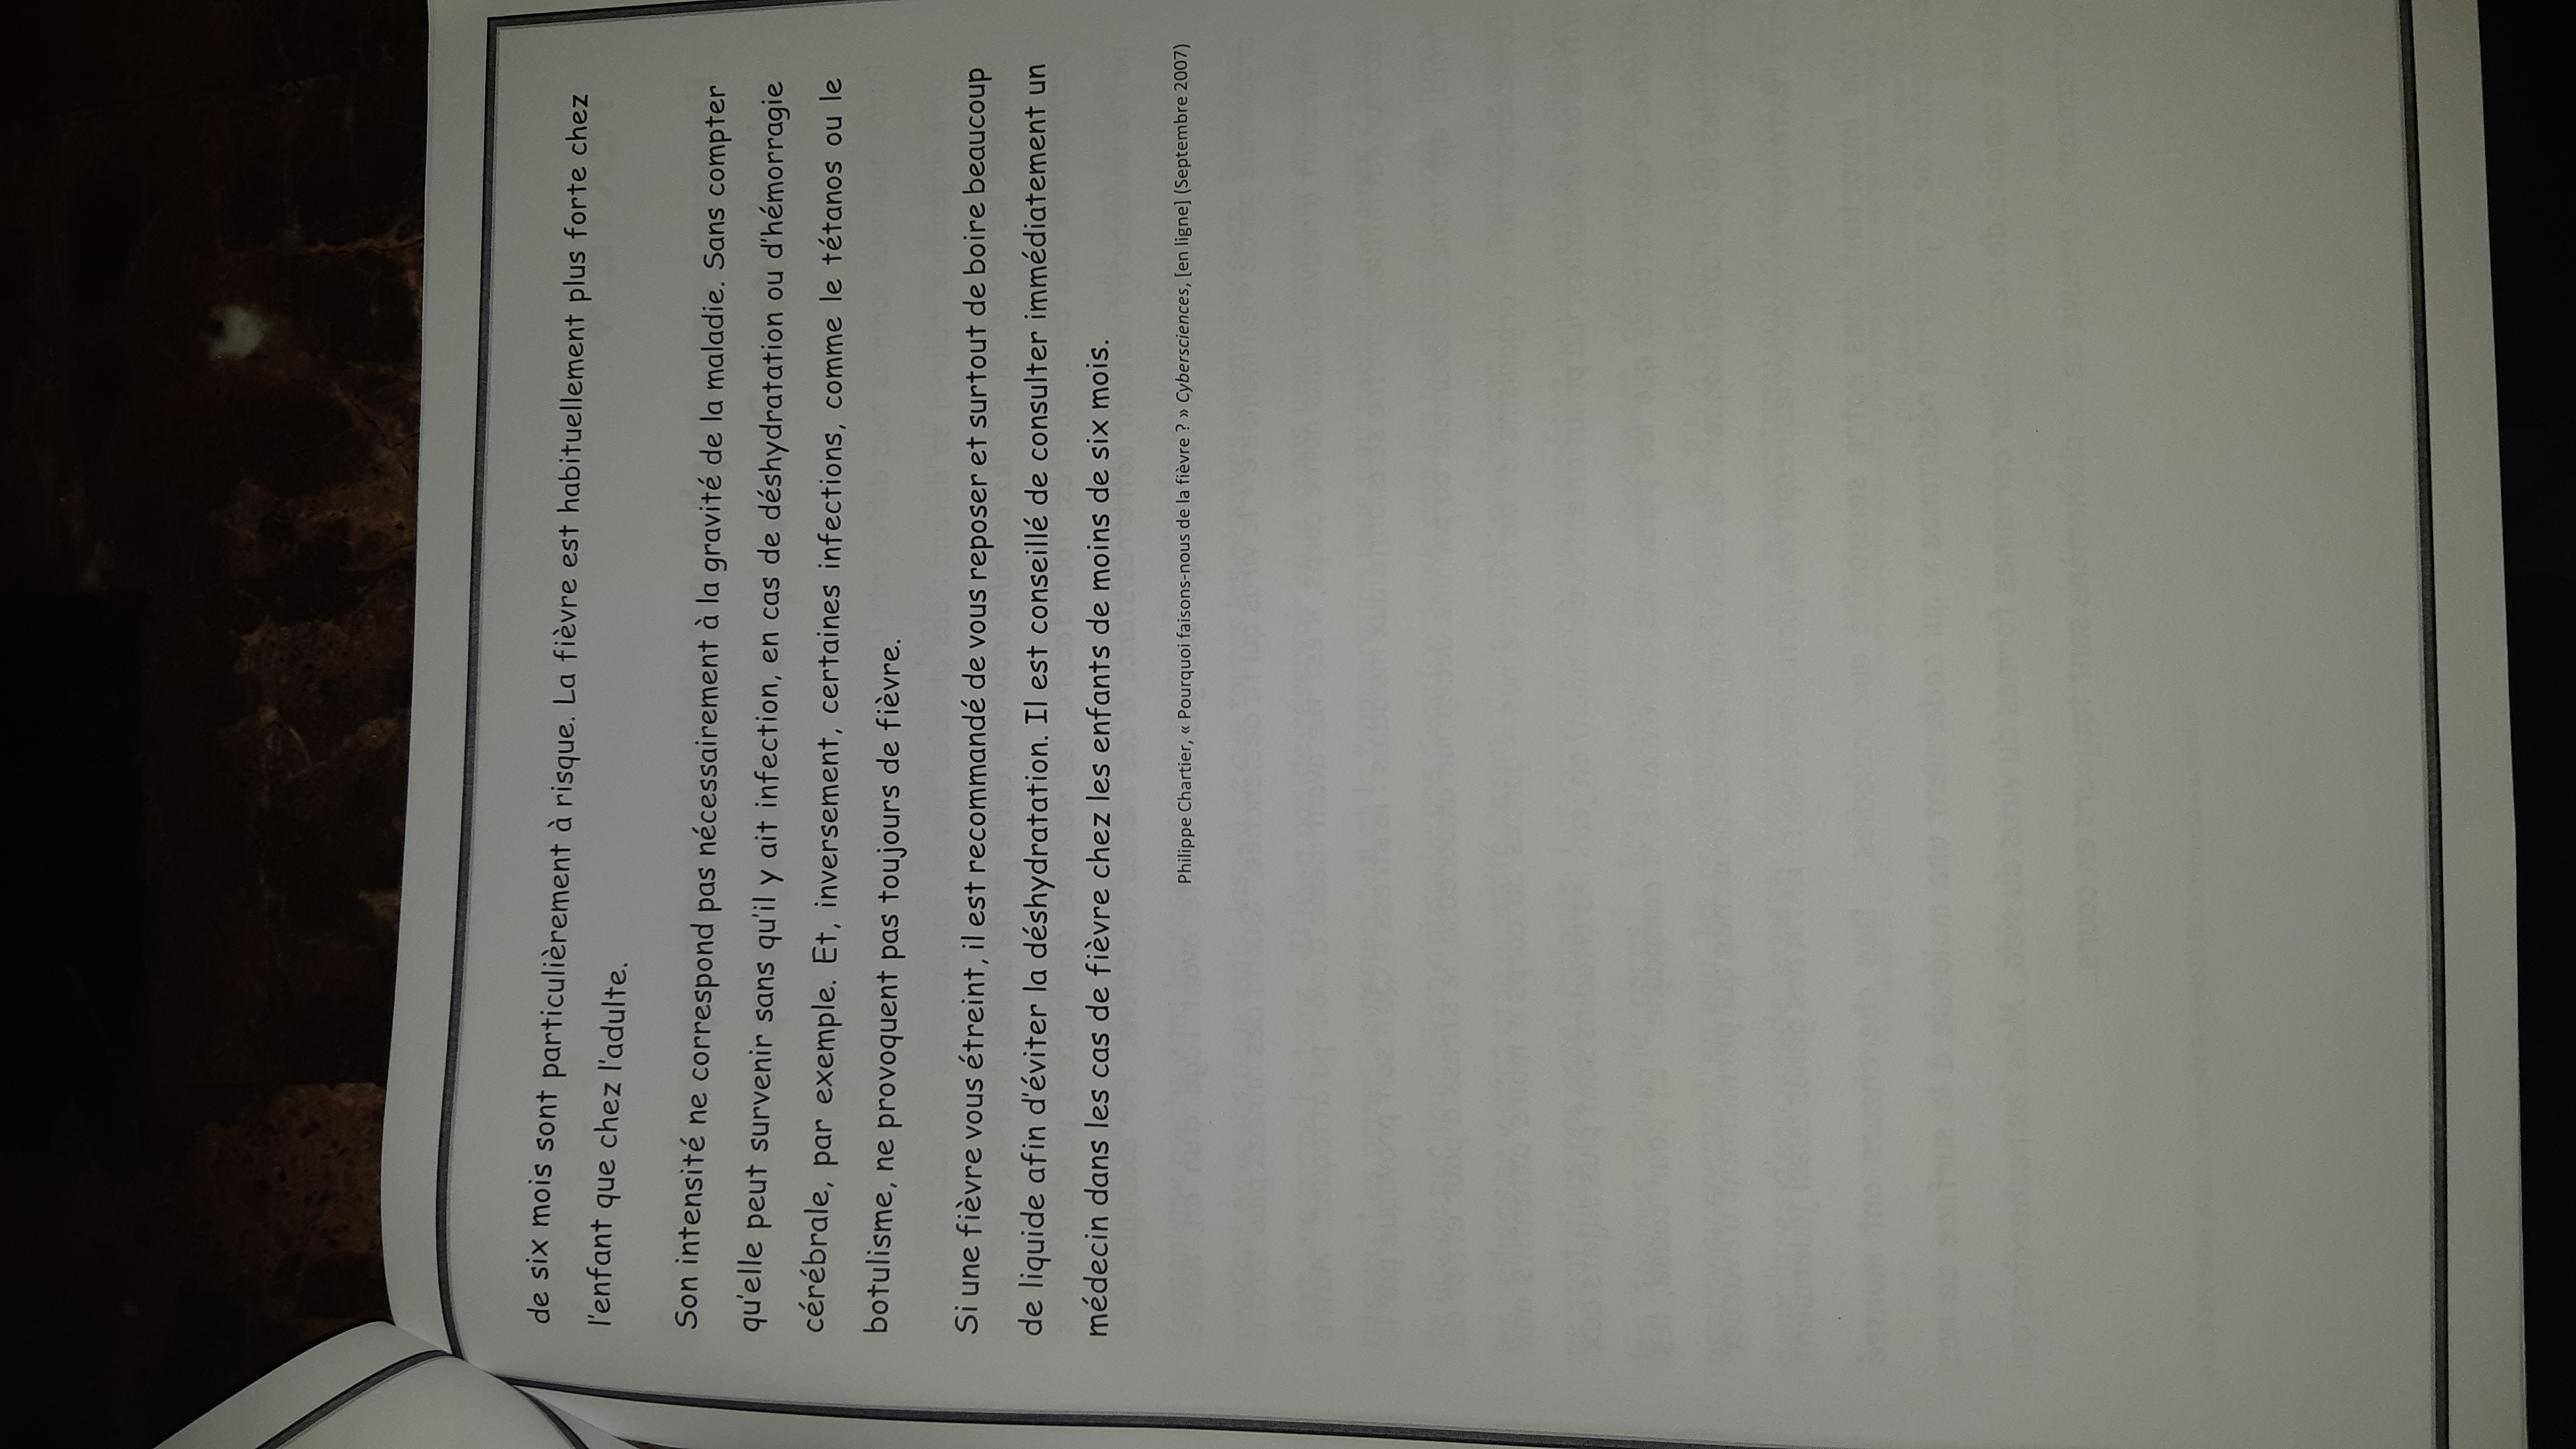 de six mois sont particulièrement à risque. La fièvre est habituellement plus forte chez
l'enfant que chez l'adulte.
Son intensité ne correspond pas nécessairement à la gravité de la maladie. Sans compter
qu'elle peut survenir sans qu'il y ait infection, en cas de déshydratation ou d'hémorragie
cérébrale, par exemple. Et, inversement, certaines infections, comme le tétanos ou le
botulisme, ne provoquent pas toujours de fièvre.
Si une fièvre vous étreint, il est recommandé de vous reposer et surtout de boire beaucoup
de liquide afin d'éviter la déshydratation. Il est conseillé de consulter immédiatement un
médecin dans les cas de fièvre chez les enfants de moins de six mois.
Philippe Chartier, « Pourquoi faisons-nous de la fièvre ? » Cybersciences, [en ligne] (Septembre 2007)